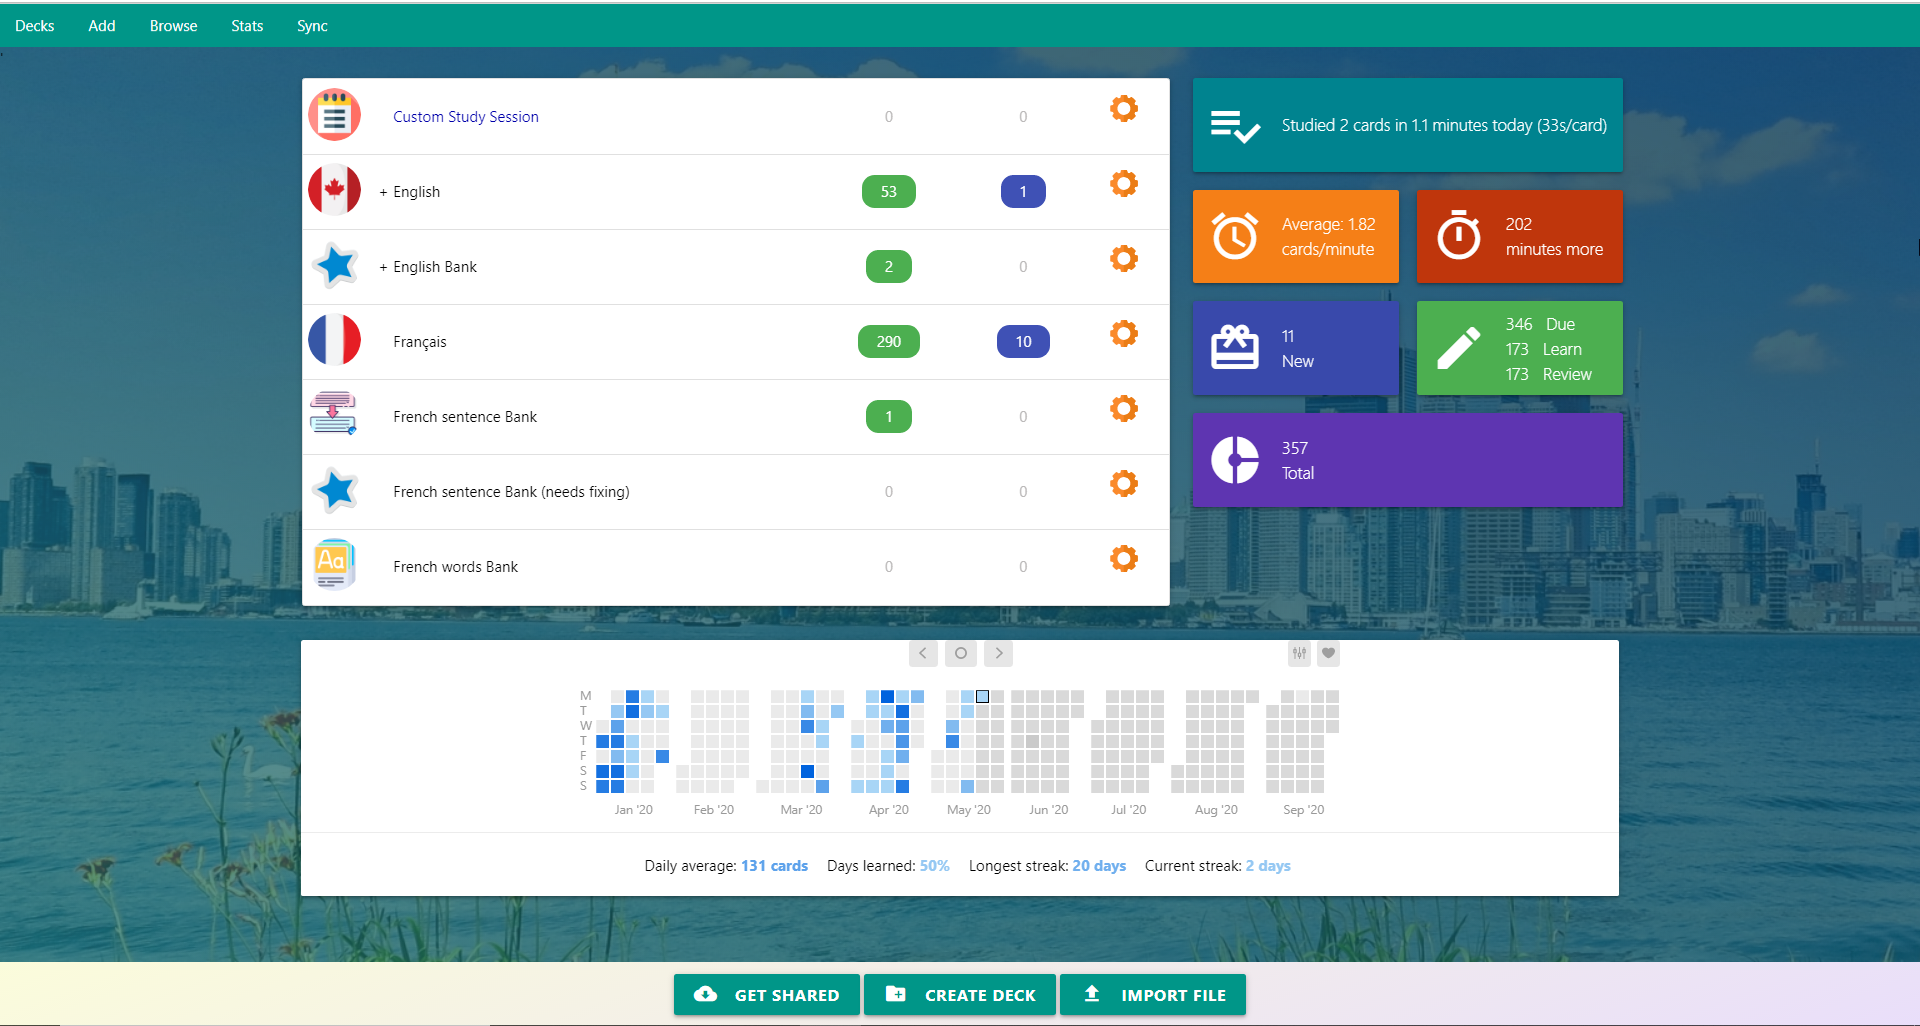 Decks Add Browse Stats Sync
Custom Study Session 0 0
+ English 53 1
+ English Bank 2 0
Français 290 10
French sentence Bank 1 0
French sentence Bank (needs fixing) 0 0
Aa
French words Bank 0 0
Studied 2 cards in 1.1 minutes today (33s/card)
Average: 1.82
cards/minute
202
minutes more
11
New
346 Due
173 Learn
173 Review
357
Total
M
T
W
T
F
S
S
Jan '20 Feb '20 Mar '20 Apr '20 May '20 Jun '20 Jul '20 Aug '20 Sep '20
Daily average: 131 cards Days learned: 50% Longest streak: 20 days Current streak: 2 days
GET SHARED CREATE DECK IMPORT FILE